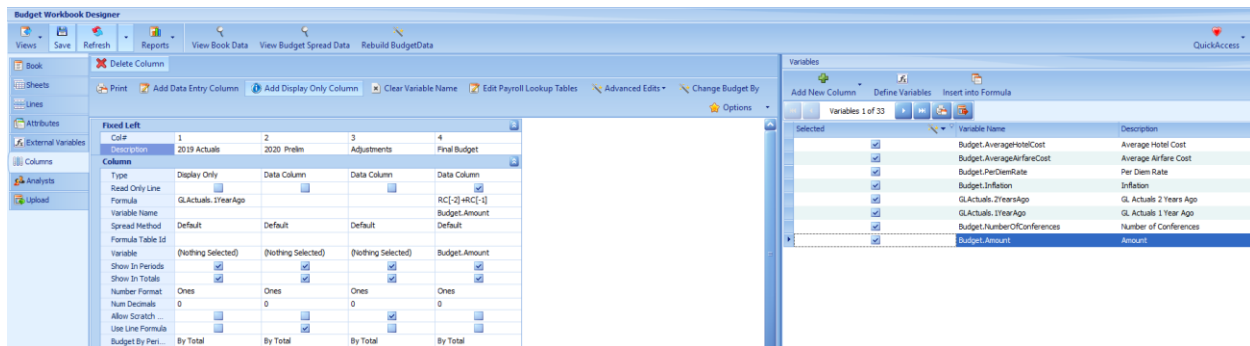 Budget Workbook Designer
Views Save Refresh Reports View Book Data View Budget Spread Data Rebuild BudgetData QuickAccess
Book
Sheets
Lines
Attributes
External Variables
Columns
Analysts
Upload
Delete Column
Print Add Data Entry Column Add Display Only Column Clear Variable Name Edit Payroll Lookup Tables Advanced Edits Change Budget By
Options
Fixed Left
Col# 1 2 3 4
Description 2019 Actuals 2020 Prelim Adjustments Final Budget
Column
Type Display Only Data Column Data Column Data Column
Read Only Line
Formula GLActuals.1YearAgo RC[-2]+RC[-1]
Variable Name Budget.Amount
Spread Method Default Default Default Default
Formula Table Id
Variable (Nothing Selected) (Nothing Selected) (Nothing Selected) Budget.Amount
Show In Periods
Show In Totals
Number Format Ones Ones Ones Ones
Num Decimals 0 0 0 0
Allow Scratch ...
Use Line Formula
Budget By Peri... By Total By Total By Total By Total
Variables
Add New Column Define Variables Insert into Formula
Variables 1 of 33
Selected Variable Name Description
Budget.AverageHotelCost Average Hotel Cost
Budget.AverageAirfareCost Average Airfare Cost
Budget.PerDiemRate Per Diem Rate
Budget.Inflation Inflation
GLActuals.2YearsAgo GL Actuals 2 Years Ago
GLActuals.1YearAgo GL Actuals 1 Year Ago
Budget.NumberOfConferences Number of Conferences
Budget.Amount Amount